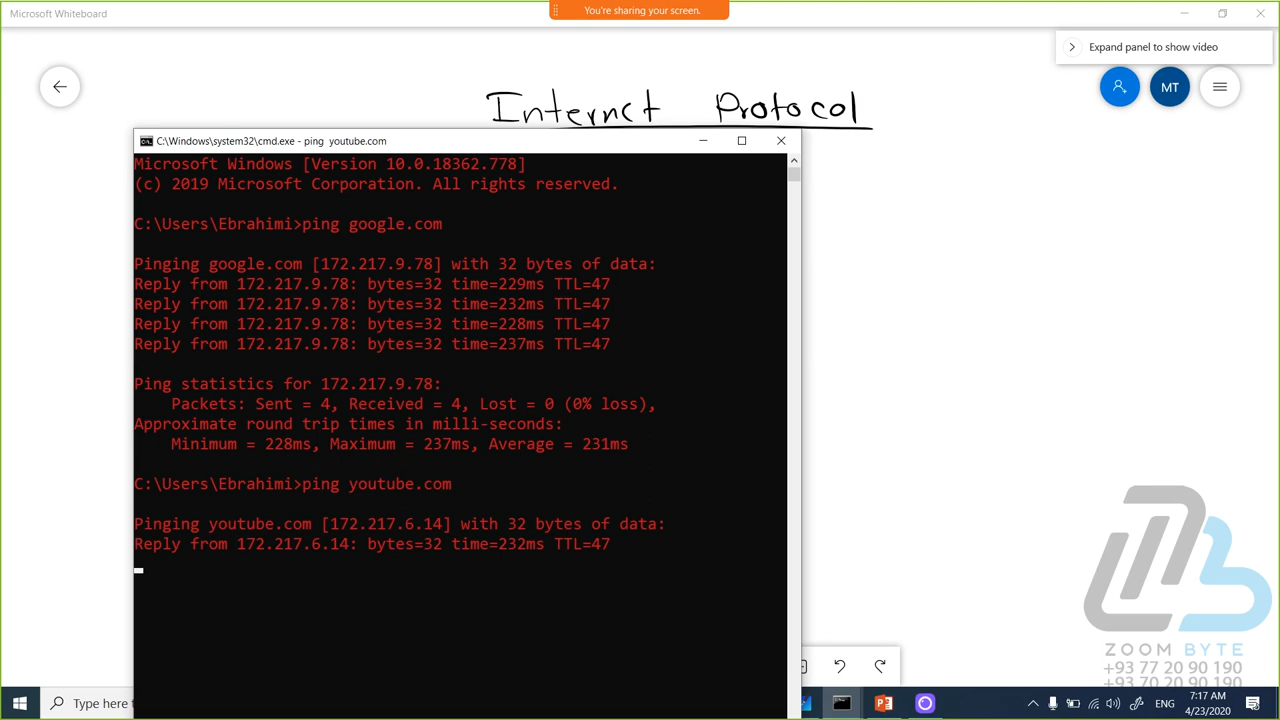 You're sharing your screen.
Microsoft Whiteboard
Expand panel to show video
MT
Internet Protocol
C:\Windows\system32\cmd.exe - ping youtube.com
Microsoft Windows [Version 10.0.18362.778]
(c) 2019 Microsoft Corporation. All rights reserved.
C:\Users\Ebrahimi>ping google.com
Pinging google.com [172.217.9.78] with 32 bytes of data:
Reply from 172.217.9.78: bytes=32 time=229ms TTL=47
Reply from 172.217.9.78: bytes=32 time=232ms TTL=47
Reply from 172.217.9.78: bytes=32 time=228ms TTL=47
Reply from 172.217.9.78: bytes=32 time=237ms TTL=47
Ping statistics for 172.217.9.78:
Packets: Sent = 4, Received = 4, Lost = 0 (0% loss),
Approximate round trip times in milli-seconds:
Minimum = 228ms, Maximum = 237ms, Average = 231ms
C:\Users\Ebrahimi>ping youtube.com
Pinging youtube.com [172.217.6.14] with 32 bytes of data:
Reply from 172.217.6.14: bytes=32 time=232ms TTL=47
ZOOM BYTE
+93 77 20 90 190
+93 70 20 90 190
Type here t
ENG
7:17 AM
4/23/2020